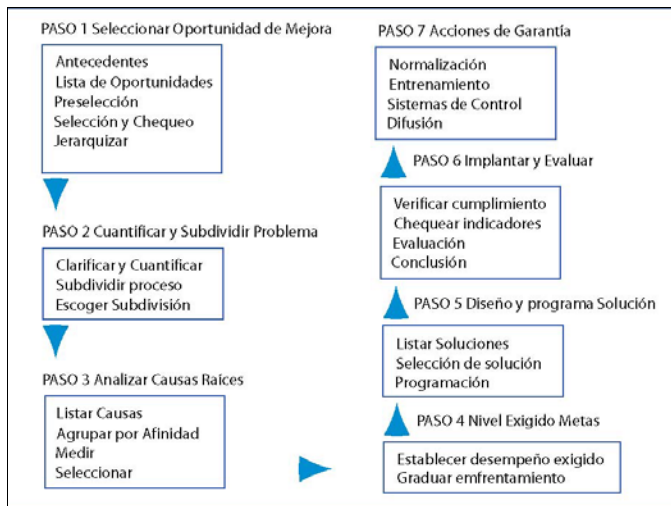 PASO 1 Seleccionar Oportunidad de Mejora
Antecedentes
Lista de Oportunidades
Preselección
Selección y Chequeo
Jerarquizar
PASO 2 Cuantificar y Subdividir Problema
Clarificar y Cuantificar
Subdividir proceso
Escoger Subdivisión
PASO 3 Analizar Causas Raíces
Listar Causas
Agrupar por Afinidad
Medir
Seleccionar
PASO 4 Nivel Exigido Metas
Establecer desempeño exigido
Graduar emfrentamiento
PASO 5 Diseño y programa Solución
Listar Soluciones
Selección de solución
Programación
PASO 6 Implantar y Evaluar
Verificar cumplimiento
Chequear indicadores
Evaluación
Conclusión
PASO 7 Acciones de Garantía
Normalización
Entrenamiento
Sistemas de Control
Difusión